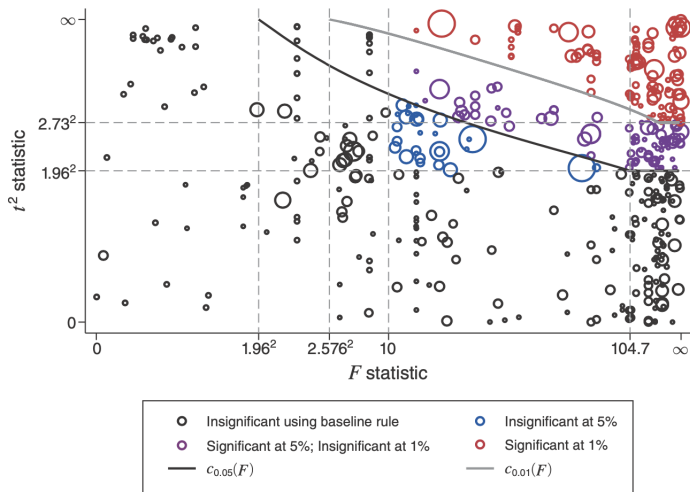 ∞
2.73²
1.96²
0
t² statistic
0 1.96² 2.576² 10 104.7 ∞
F statistic
Insignificant using baseline rule Insignificant at 5%
Significant at 5%; Insignificant at 1% Significant at 1%
c₀.₀₅(F) c₀.₀₁(F)